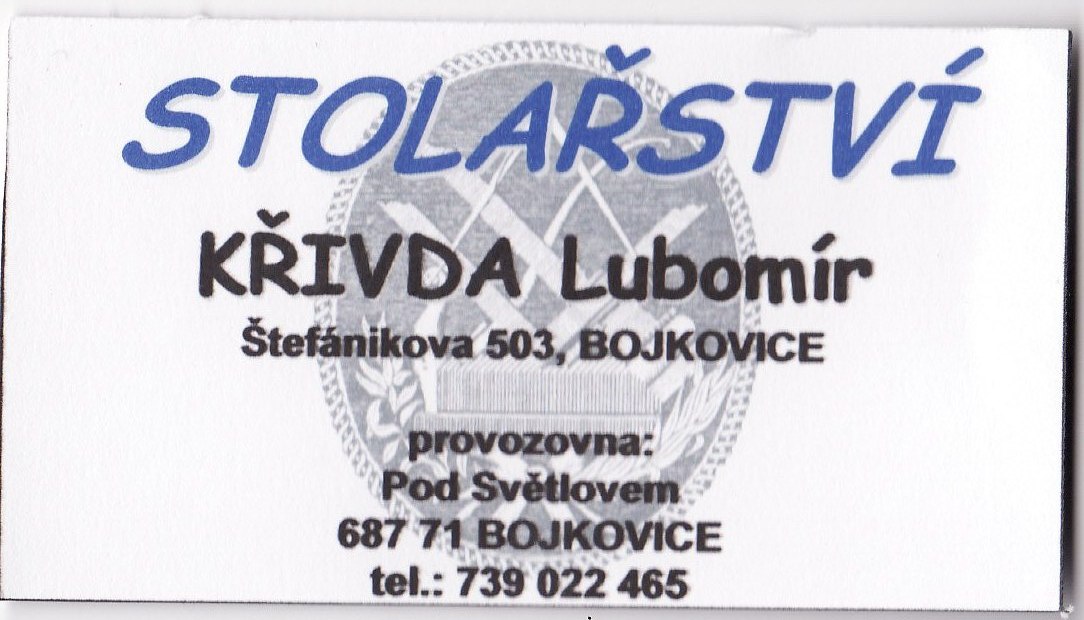 STOLAŘSTVÍ
KŘIVDA Lubomír
Štefánikova 503, BOJKOVICE
provozovna:
Pod Světlovem
687 71 BOJKOVICE
tel.: 739 022 465